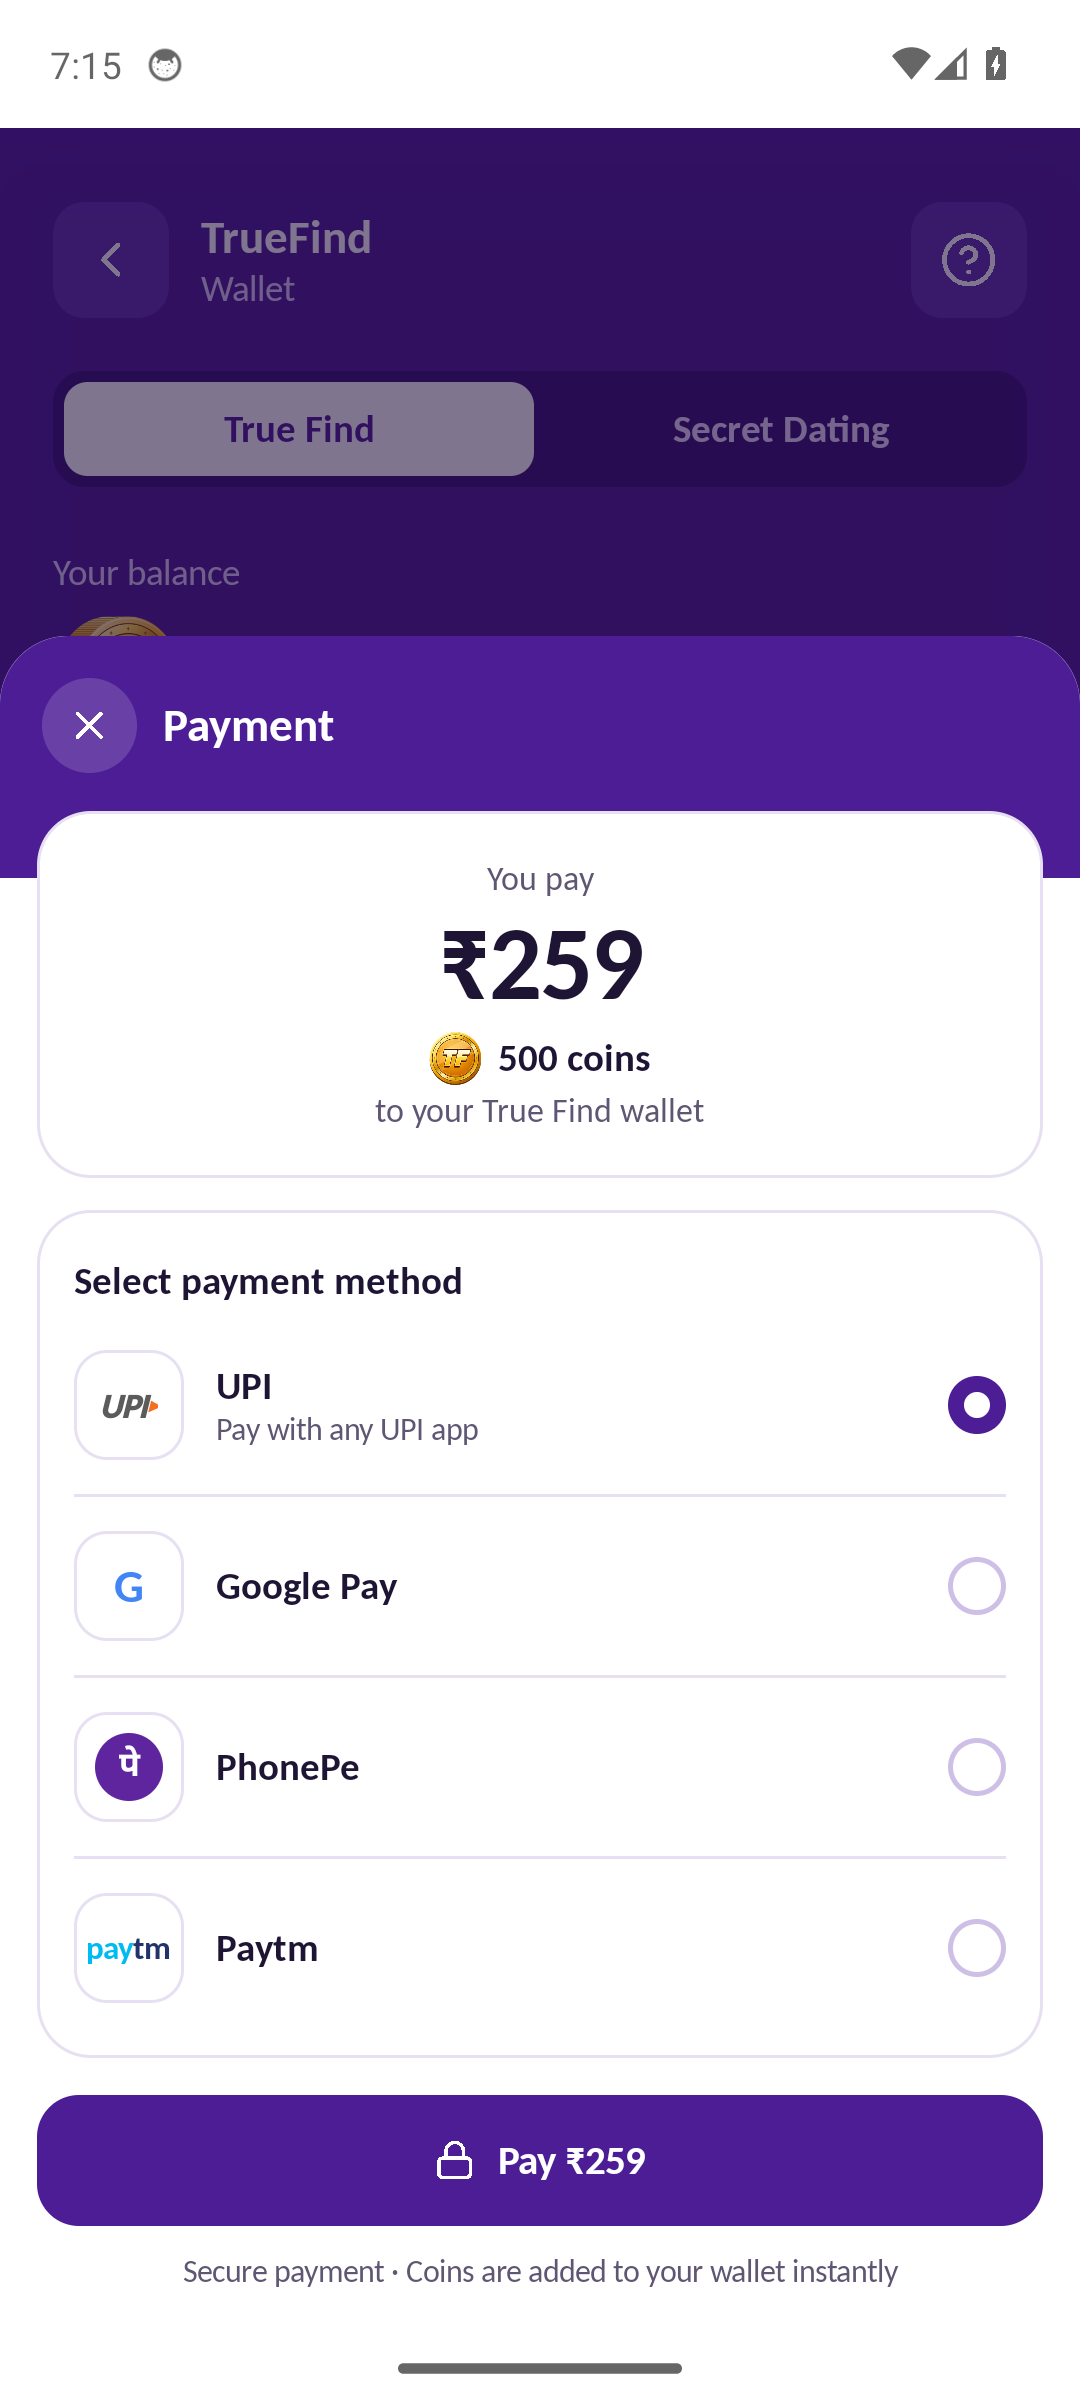 7:15
TrueFind
Wallet
True Find
Secret Dating
Your balance
Payment
You pay
₹259
TF 500 coins
to your True Find wallet
Select payment method
UPI
UPI
Pay with any UPI app
G Google Pay
पे PhonePe
paytm Paytm
Pay ₹259
Secure payment · Coins are added to your wallet instantly